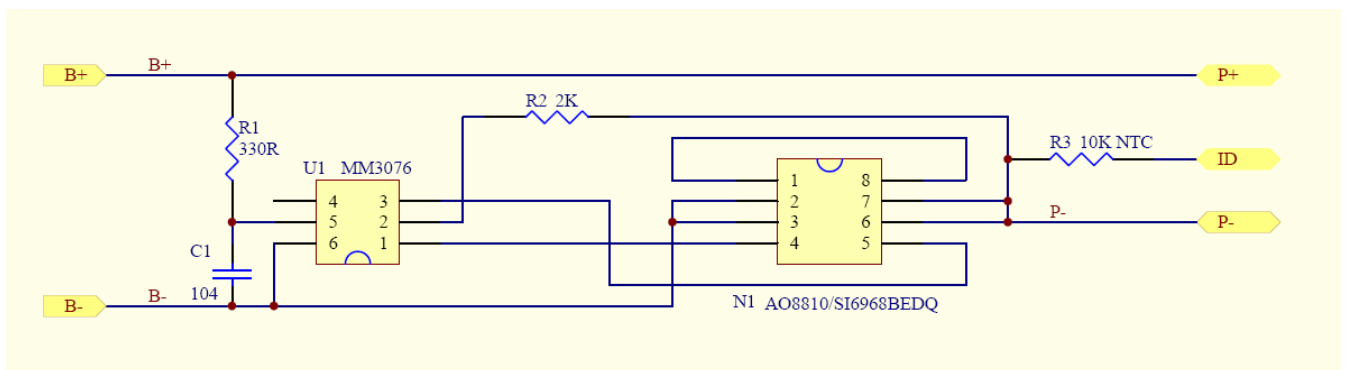 B+ B+ P+
R2 2K
R1 R3 10K NTC ID
330R
U1 MM3076
1 8
4 3 2 7
5 2 3 6 P- P-
6 1 4 5
C1
104 B- B- N1 AO8810/SI6968BEDQ